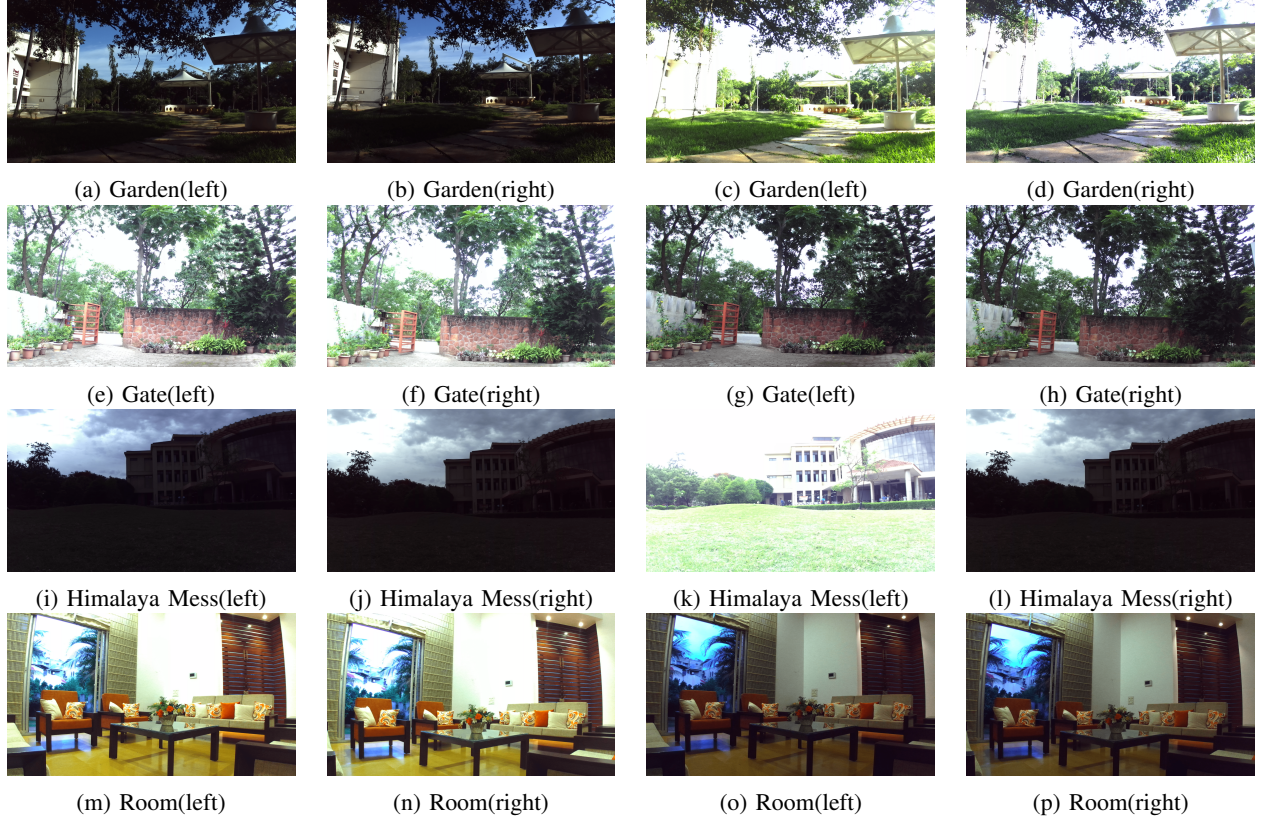 (a) Garden(left)
(b) Garden(right)
(c) Garden(left)
(d) Garden(right)
(e) Gate(left)
(f) Gate(right)
(g) Gate(left)
(h) Gate(right)
(i) Himalaya Mess(left)
(j) Himalaya Mess(right)
(k) Himalaya Mess(left)
(l) Himalaya Mess(right)
(m) Room(left)
(n) Room(right)
(o) Room(left)
(p) Room(right)